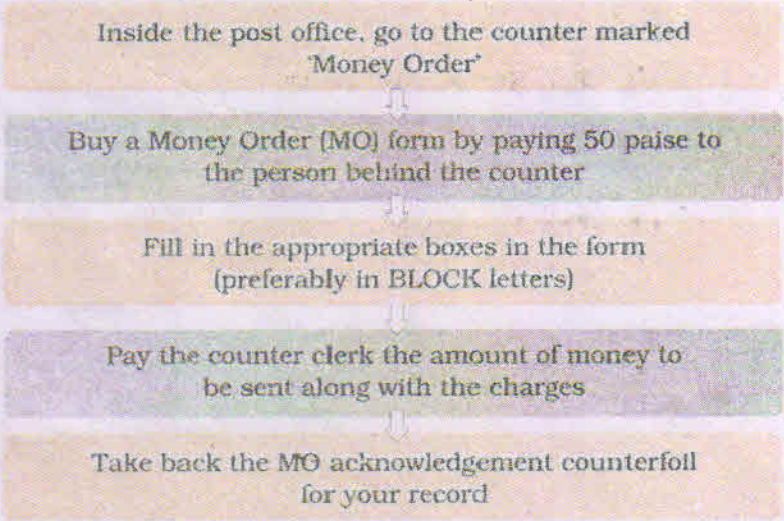 Inside the post office, go to the counter marked
'Money Order'
Buy a Money Order (MO) form by paying 50 paise to
the person behind the counter
Fill in the appropriate boxes in the form
(preferably in BLOCK letters)
Pay the counter clerk the amount of money to
be sent along with the charges
Take back the MO acknowledgement counterfoil
for your record